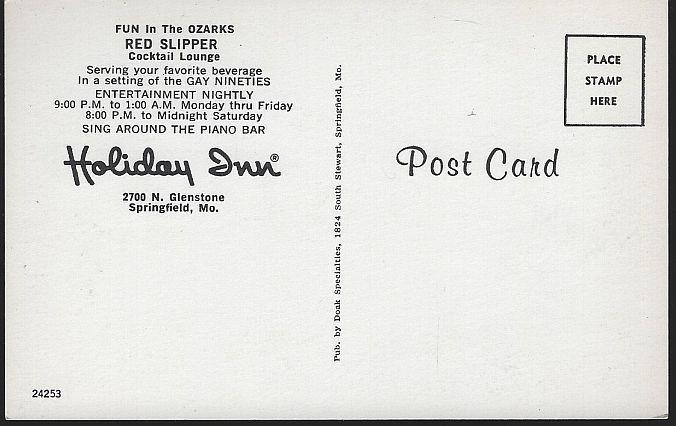 FUN In The OZARKS
RED SLIPPER
Cocktail Lounge
Serving your favorite beverage
In a setting of the GAY NINETIES
ENTERTAINMENT NIGHTLY
9:00 P.M. to 1:00 A.M. Monday thru Friday
8:00 P.M. to Midnight Saturday
SING AROUND THE PIANO BAR
Holiday Inn®
2700 N. Glenstone
Springfield, Mo.
24253
Pub. by Doak Specialties, 1824 South Stewart, Springfield, Mo.
Post Card
PLACE
STAMP
HERE